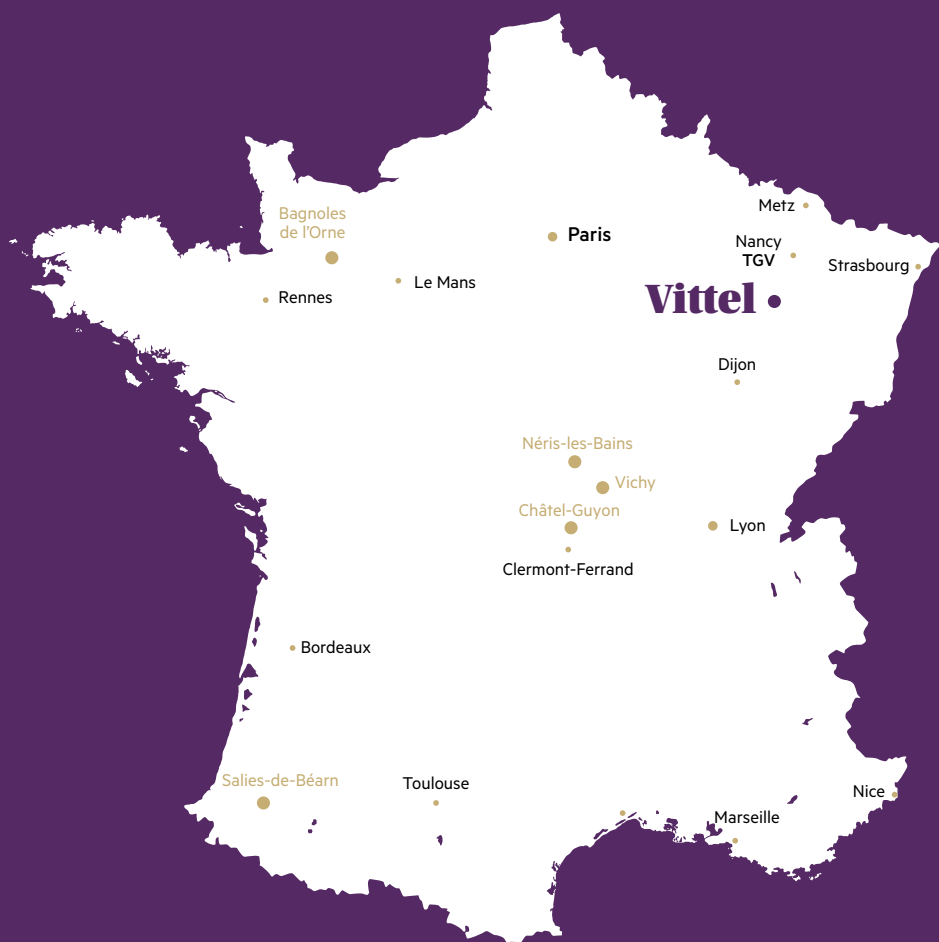 Metz
Bagnoles
de l'Orne
Paris
Nancy
TGV
Strasbourg
Le Mans
Rennes
Vittel
Dijon
Néris-les-Bains
Vichy
Châtel-Guyon
Lyon
Clermont-Ferrand
Bordeaux
Salies-de-Béarn
Toulouse
Nice
Marseille